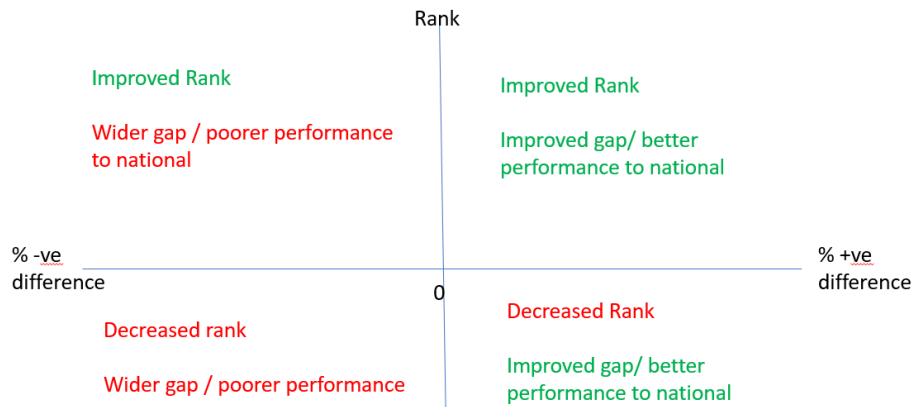 Rank
Improved Rank
Wider gap / poorer performance
to national
Improved Rank
Improved gap/ better
performance to national
% -ve
difference
% +ve
difference
0
Decreased rank
Wider gap / poorer performance
Decreased Rank
Improved gap/ better
performance to national